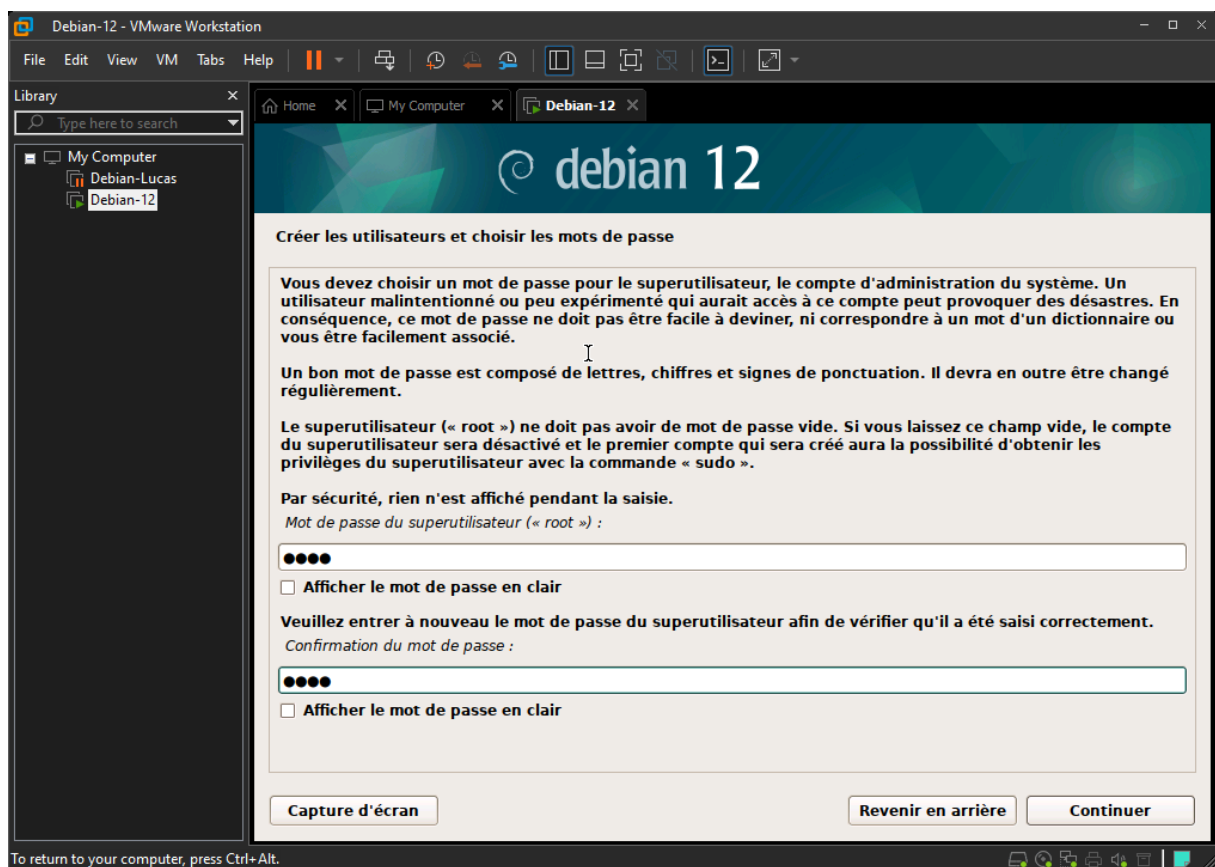 Debian-12 - VMware Workstation
File Edit View VM Tabs Help
Library
Type here to search
My Computer
Debian-Lucas
Debian-12
Home
My Computer
Debian-12
debian 12
Créer les utilisateurs et choisir les mots de passe
Vous devez choisir un mot de passe pour le superutilisateur, le compte d'administration du système. Un
utilisateur malintentionné ou peu expérimenté qui aurait accès à ce compte peut provoquer des désastres. En
conséquence, ce mot de passe ne doit pas être facile à deviner, ni correspondre à un mot d'un dictionnaire ou
vous être facilement associé.
Un bon mot de passe est composé de lettres, chiffres et signes de ponctuation. Il devra en outre être changé
régulièrement.
Le superutilisateur (« root ») ne doit pas avoir de mot de passe vide. Si vous laissez ce champ vide, le compte
du superutilisateur sera désactivé et le premier compte qui sera créé aura la possibilité d'obtenir les
privilèges du superutilisateur avec la commande « sudo ».
Par sécurité, rien n'est affiché pendant la saisie.
Mot de passe du superutilisateur (« root ») :
●●●●
Afficher le mot de passe en clair
Veuillez entrer à nouveau le mot de passe du superutilisateur afin de vérifier qu'il a été saisi correctement.
Confirmation du mot de passe :
●●●●
Afficher le mot de passe en clair
Capture d'écran
Revenir en arrière
Continuer
To return to your computer, press Ctrl+Alt.